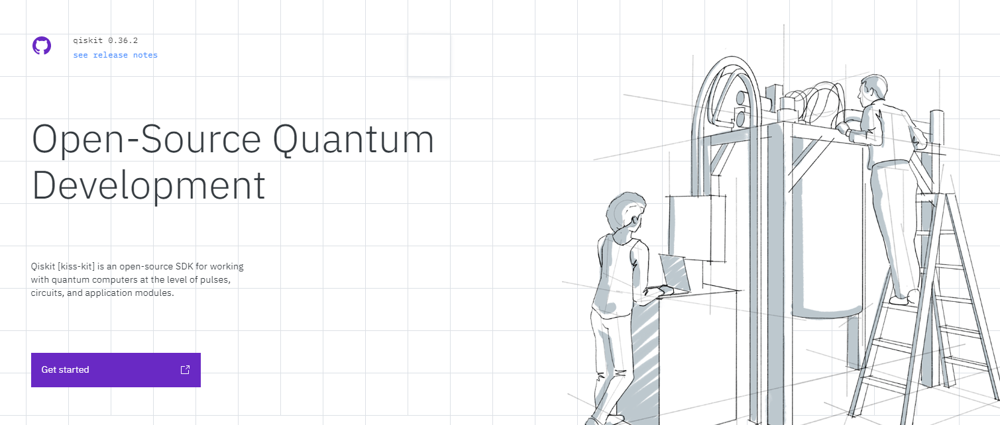 qiskit 0.36.2
see release notes
Open-Source Quantum
Development
Qiskit [kiss-kit] is an open-source SDK for working
with quantum computers at the level of pulses,
circuits, and application modules.
Get started